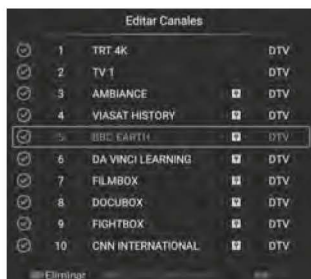 Editar Canales
1 TRT 4K DTV
2 TV 1 DTV
3 AMBIANCE DTV
4 VIASAT HISTORY DTV
5 BBC EARTH DTV
6 DA VINCI LEARNING DTV
7 FILMBOX DTV
8 DOCUBOX DTV
9 FIGHTBOX DTV
10 CNN INTERNATIONAL DTV
Eliminar